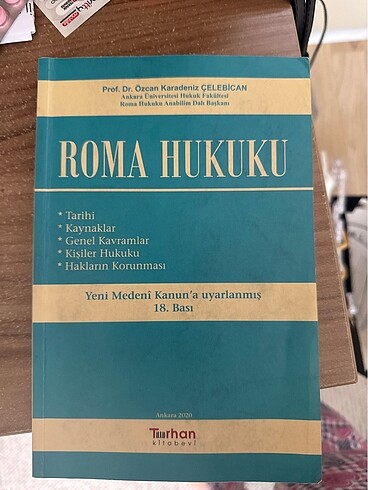 Prof. Dr. Özcan Karadeniz ÇELEBİCAN
Ankara Üniversitesi Hukuk Fakültesi
Roma Hukuku Anabilim Dalı Başkanı
ROMA HUKUKU
* Tarihi
* Kaynaklar
* Genel Kavramlar
* Kişiler Hukuku
* Hakların Korunması
Yeni Medenî Kanun'a uyarlanmış
18. Bası
Ankara 2020
Turhan
kitabevi